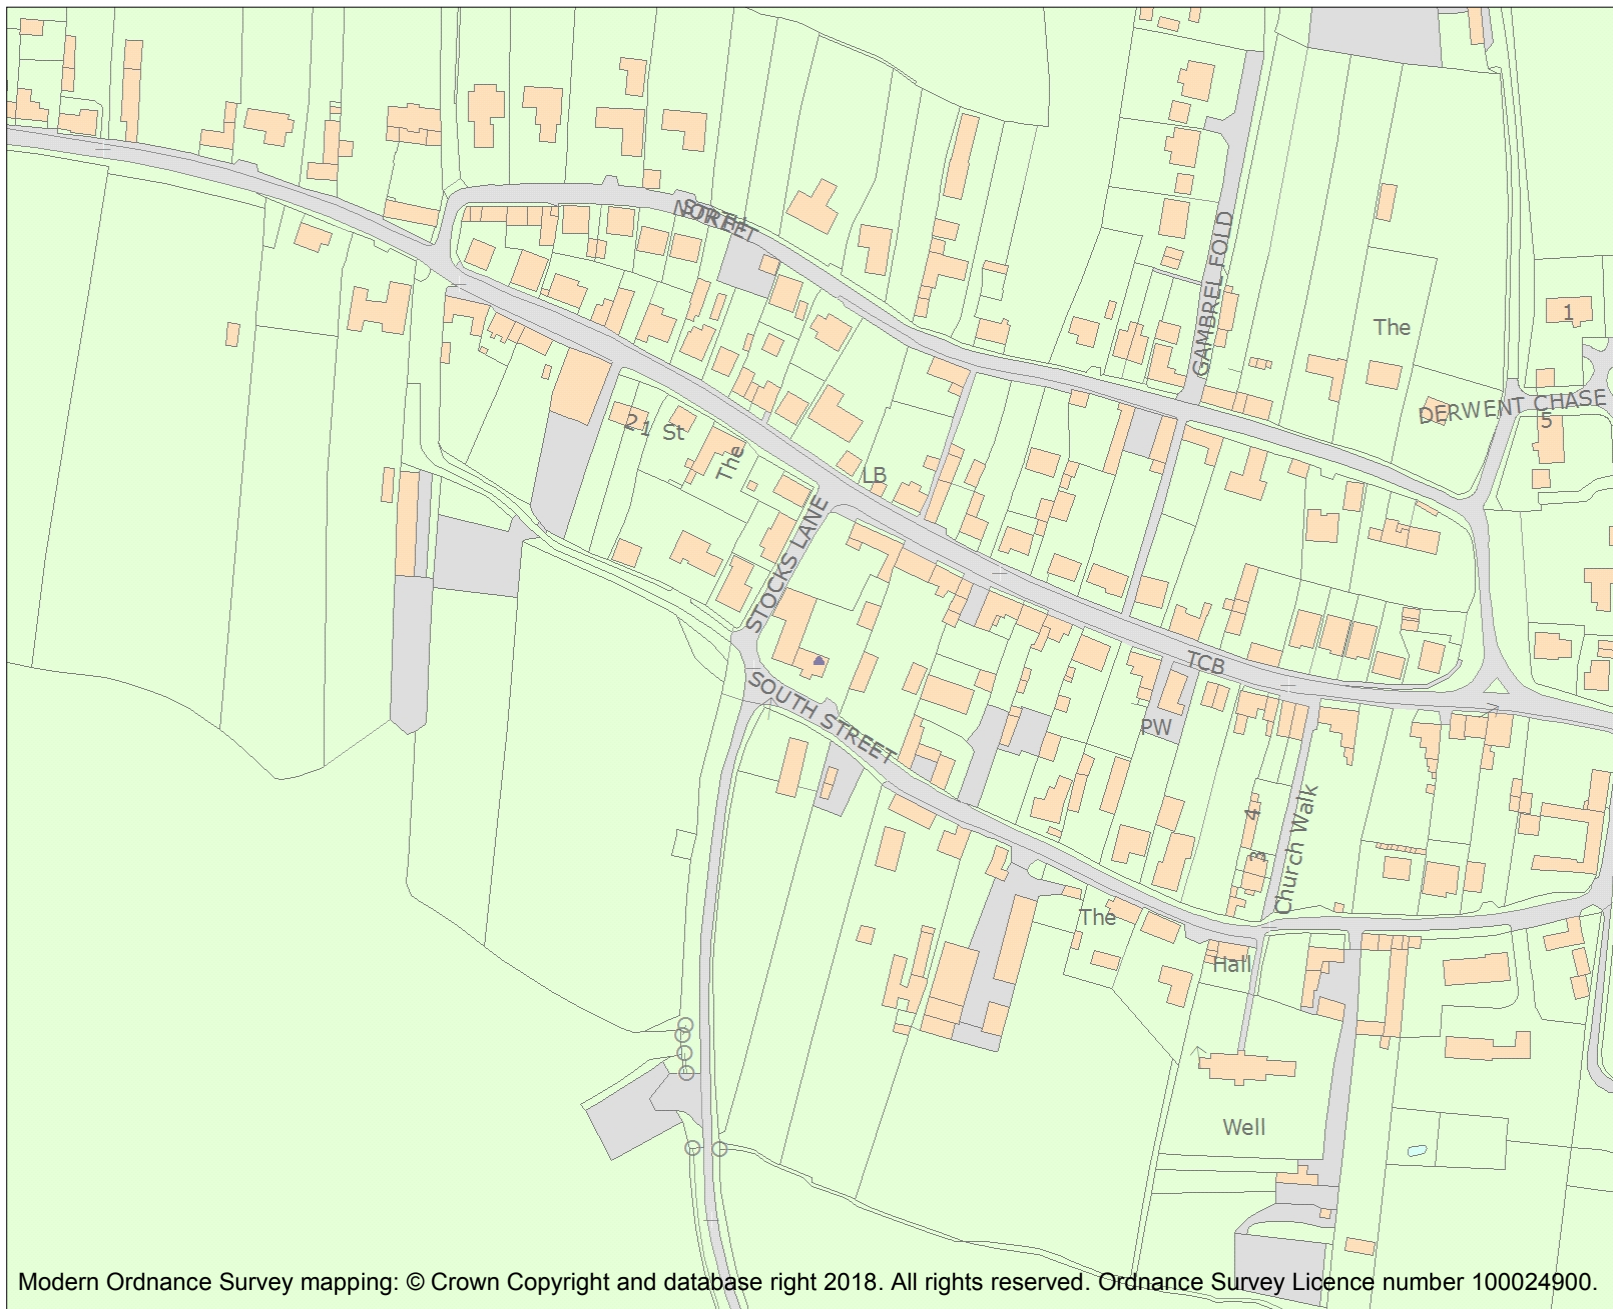 NORTH
STREET
GAMBREL FOLD
The
1
DERWENT CHASE
5
21 St
The
LB
STOCKS LANE
TCB
SOUTH STREET
PW
4
3
Church Walk
The
Hall
Well
Modern Ordnance Survey mapping: © Crown Copyright and database right 2018. All rights reserved. Ordnance Survey Licence number 100024900.